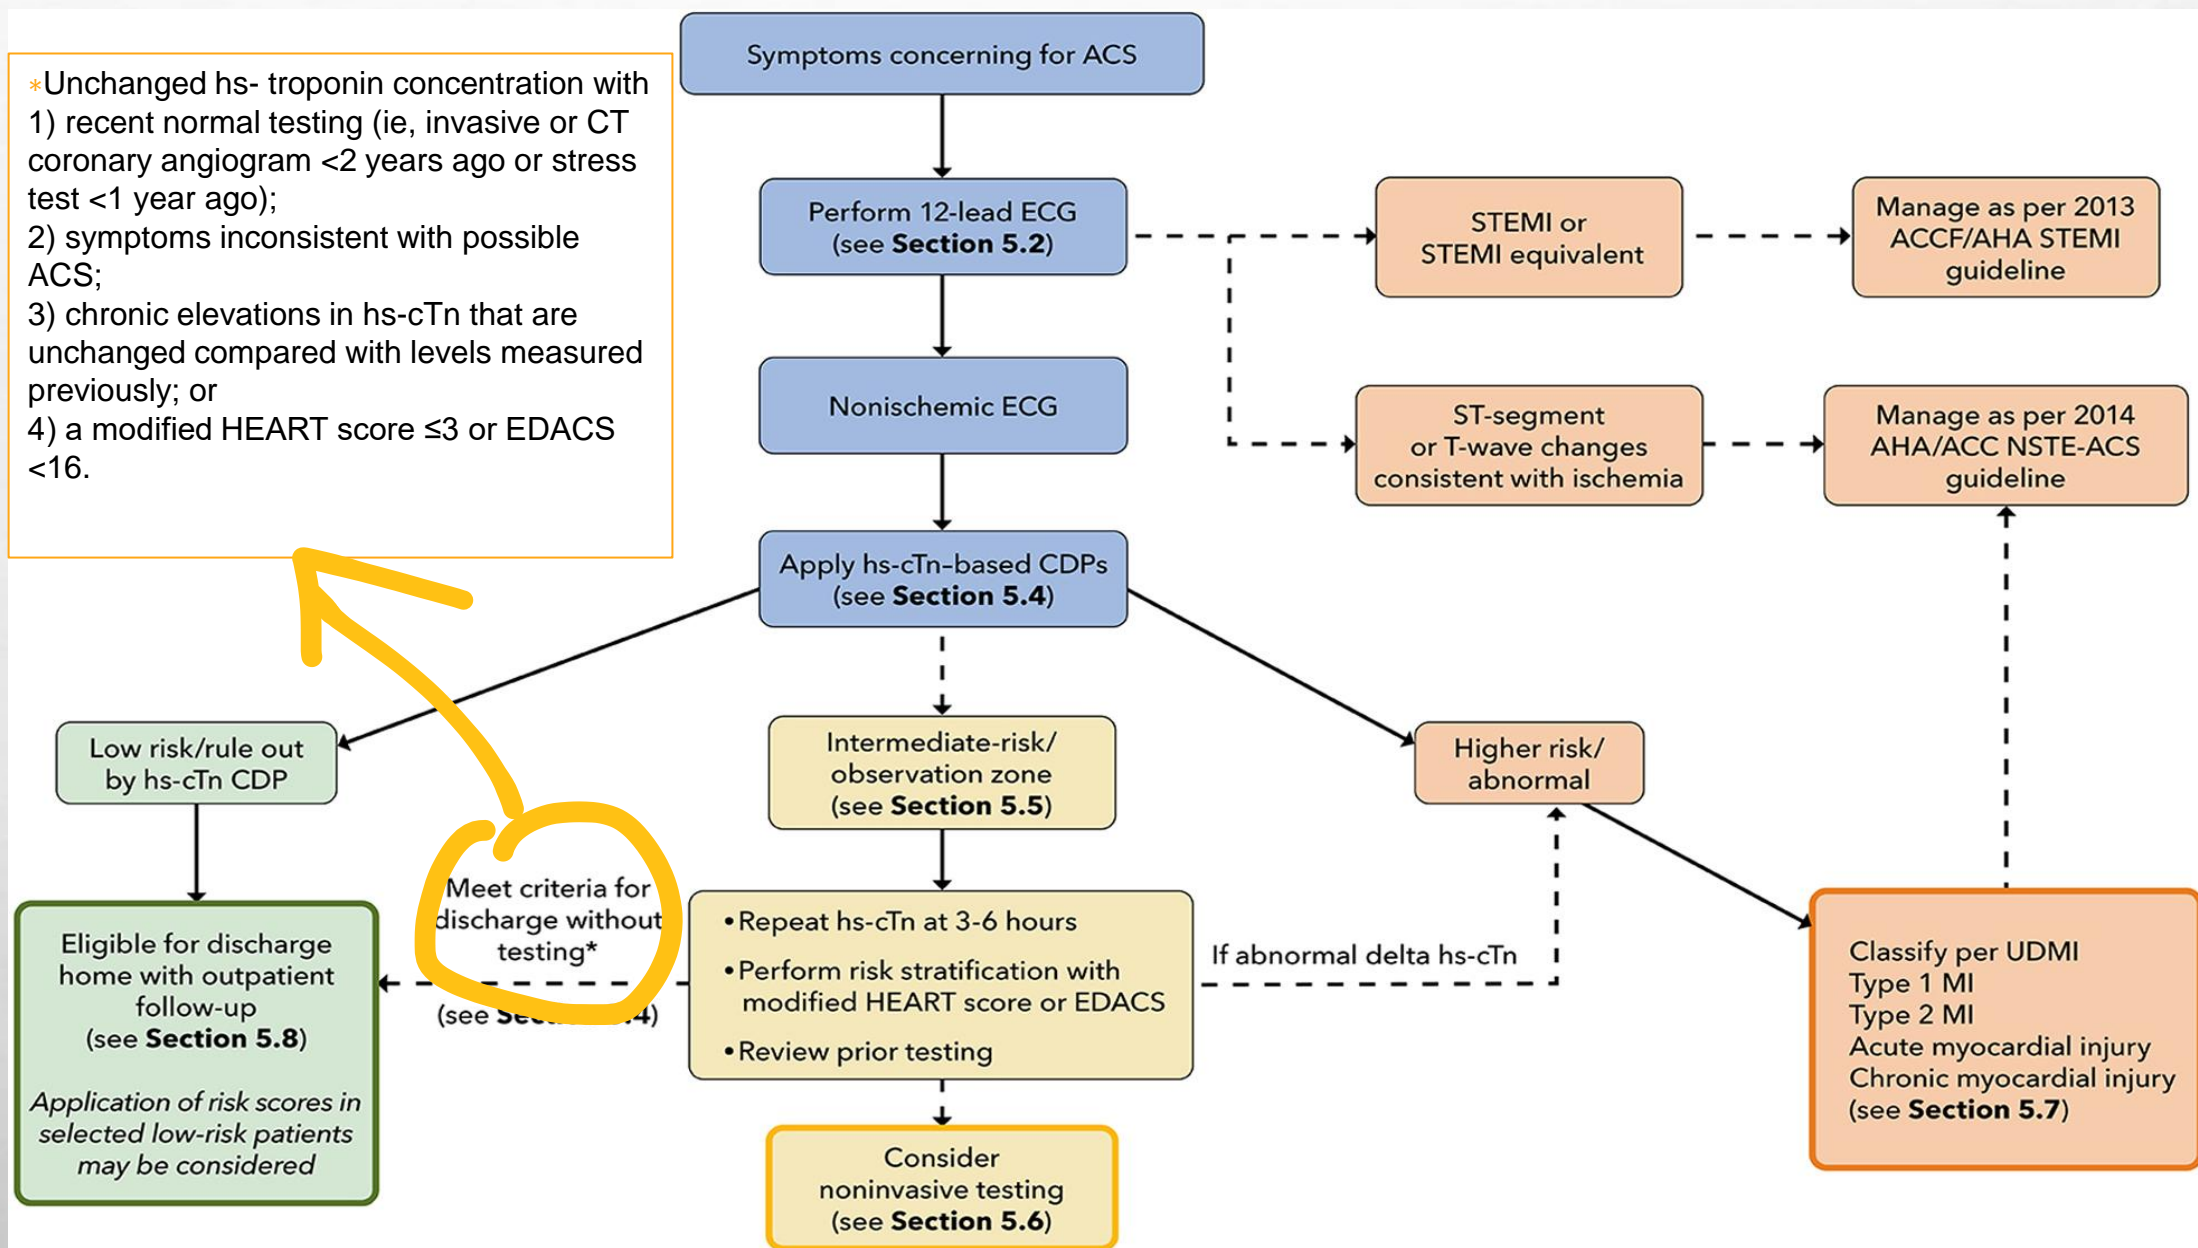 *Unchanged hs- troponin concentration with
1) recent normal testing (ie, invasive or CT
coronary angiogram <2 years ago or stress
test <1 year ago);
2) symptoms inconsistent with possible
ACS;
3) chronic elevations in hs-cTn that are
unchanged compared with levels measured
previously; or
4) a modified HEART score ≤3 or EDACS
<16.
Symptoms concerning for ACS
Perform 12-lead ECG
(see Section 5.2)
STEMI or
STEMI equivalent
Manage as per 2013
ACCF/AHA STEMI
guideline
Nonischemic ECG
ST-segment
or T-wave changes
consistent with ischemia
Manage as per 2014
AHA/ACC NSTE-ACS
guideline
Apply hs-cTn-based CDPs
(see Section 5.4)
Low risk/rule out
by hs-cTn CDP
Intermediate-risk/
observation zone
(see Section 5.5)
Higher risk/
abnormal
Eligible for discharge
home with outpatient
follow-up
(see Section 5.8)
Application of risk scores in
selected low-risk patients
may be considered
Meet criteria for
discharge without
testing*
(see
•Repeat hs-cTn at 3-6 hours
•Perform risk stratification with
modified HEART score or EDACS
•Review prior testing
If abnormal delta hs-cTn
Classify per UDMI
Type 1 MI
Type 2 MI
Acute myocardial injury
Chronic myocardial injury
(see Section 5.7)
Consider
noninvasive testing
(see Section 5.6)